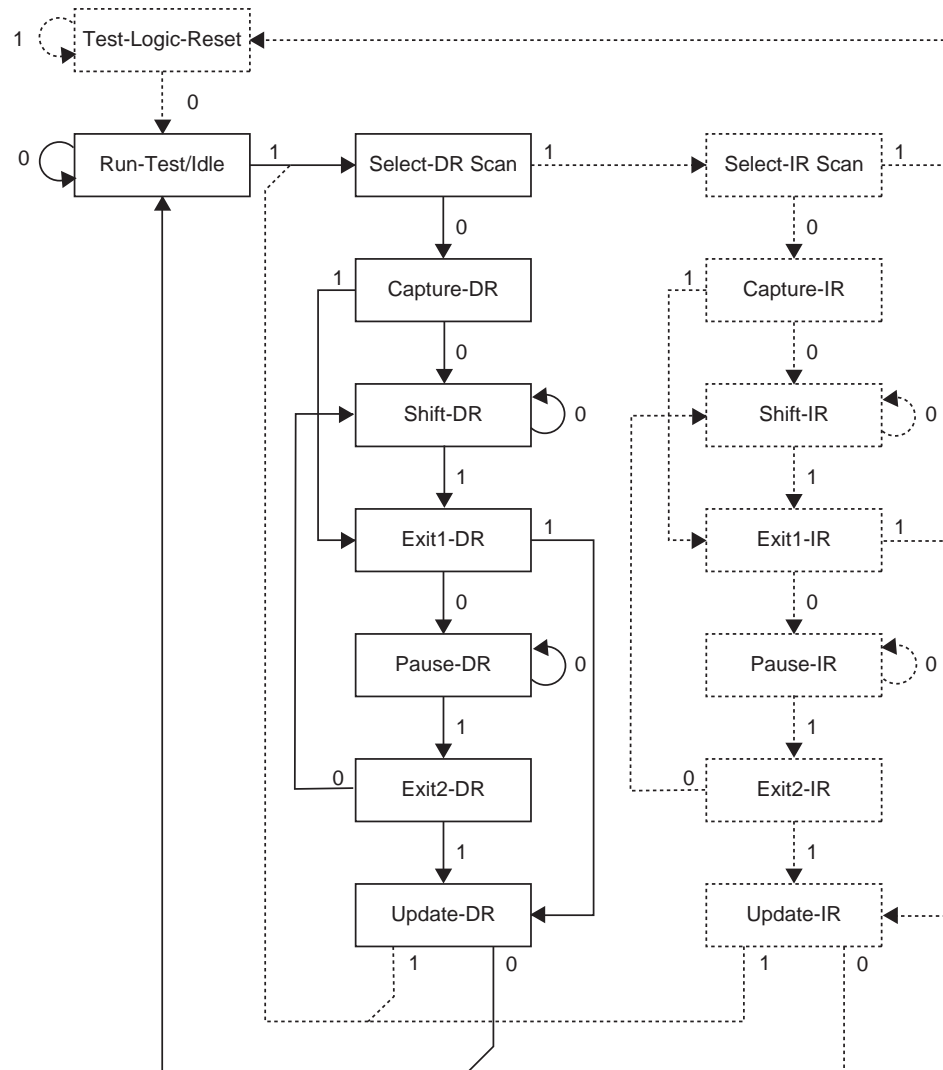 Test-Logic-Reset
1
0
Run-Test/Idle
0
1
Select-DR Scan
1
Select-IR Scan
1
0
0
1
Capture-DR
1
Capture-IR
0
0
Shift-DR
0
Shift-IR
0
1
1
Exit1-DR
1
Exit1-IR
1
0
0
Pause-DR
0
Pause-IR
0
1
1
0
Exit2-DR
0
Exit2-IR
1
1
Update-DR
Update-IR
1
0
1
0